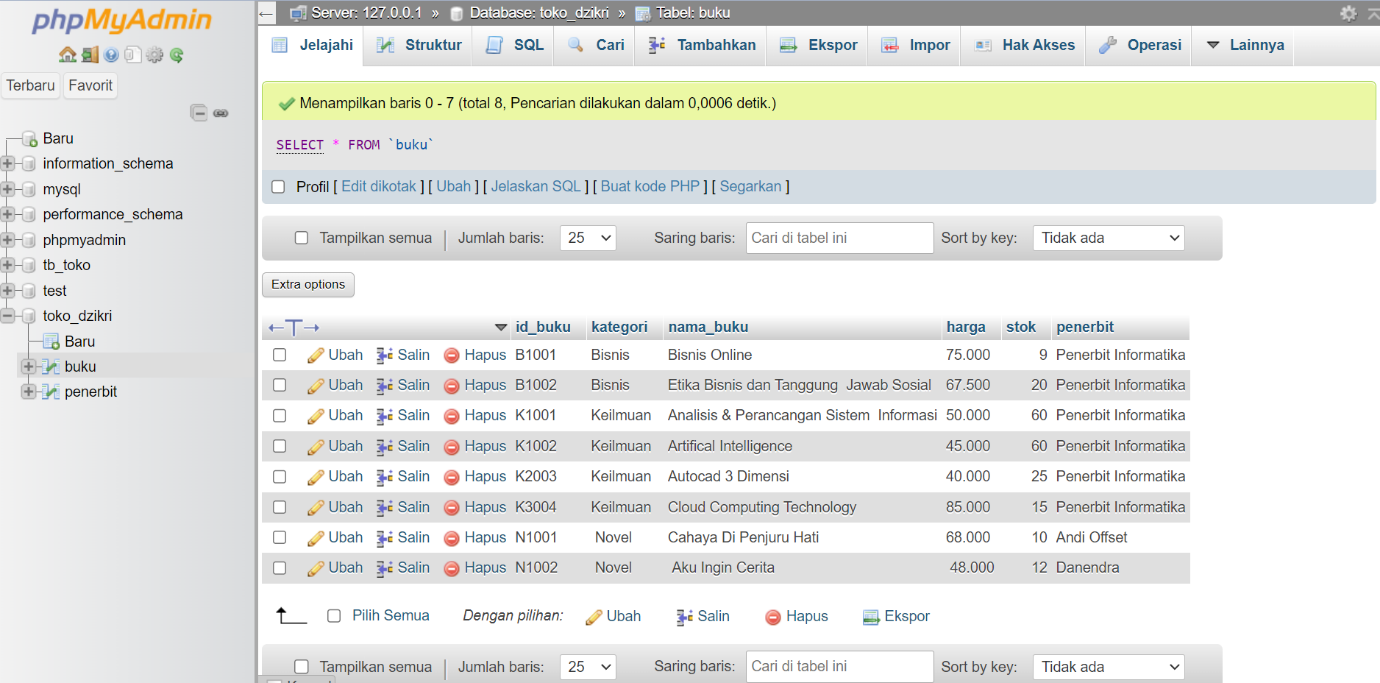 phpMyAdmin
Terbaru Favorit
Baru
information_schema
mysql
performance_schema
phpmyadmin
tb_toko
test
toko_dzikri
Baru
buku
penerbit
Server: 127.0.0.1 » Database: toko_dzikri » Tabel: buku
Jelajahi Struktur SQL Cari Tambahkan Ekspor Impor Hak Akses Operasi Lainnya
Menampilkan baris 0 - 7 (total 8, Pencarian dilakukan dalam 0,0006 detik.)
SELECT * FROM `buku`
Profil [ Edit dikotak ] [ Ubah ] [ Jelaskan SQL ] [ Buat kode PHP ] [ Segarkan ]
Tampilkan semua | Jumlah baris: 25 Saring baris: Cari di tabel ini Sort by key: Tidak ada
Extra options
←T→ id_buku kategori nama_buku harga stok penerbit
Ubah Salin Hapus B1001 Bisnis Bisnis Online 75.000 9 Penerbit Informatika
Ubah Salin Hapus B1002 Bisnis Etika Bisnis dan Tanggung Jawab Sosial 67.500 20 Penerbit Informatika
Ubah Salin Hapus K1001 Keilmuan Analisis & Perancangan Sistem Informasi 50.000 60 Penerbit Informatika
Ubah Salin Hapus K1002 Keilmuan Artifical Intelligence 45.000 60 Penerbit Informatika
Ubah Salin Hapus K2003 Keilmuan Autocad 3 Dimensi 40.000 25 Penerbit Informatika
Ubah Salin Hapus K3004 Keilmuan Cloud Computing Technology 85.000 15 Penerbit Informatika
Ubah Salin Hapus N1001 Novel Cahaya Di Penjuru Hati 68.000 10 Andi Offset
Ubah Salin Hapus N1002 Novel Aku Ingin Cerita 48.000 12 Danendra
Pilih Semua Dengan pilihan: Ubah Salin Hapus Ekspor
Tampilkan semua | Jumlah baris: 25 Saring baris: Cari di tabel ini Sort by key: Tidak ada